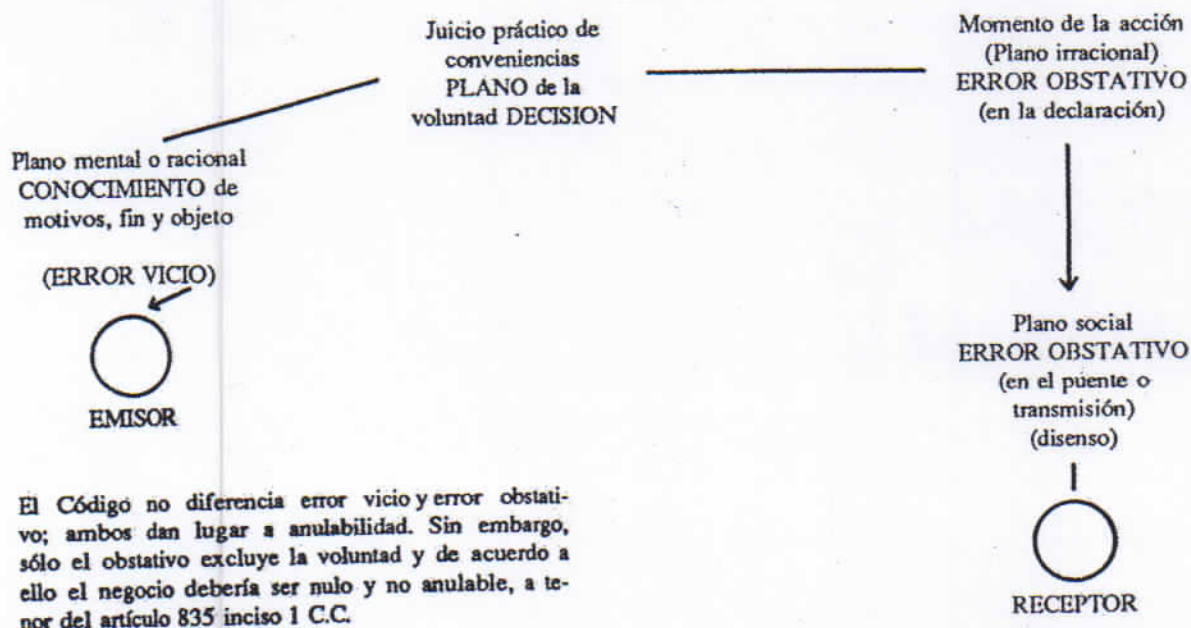 Juicio práctico de
conveniencias
PLANO de la
voluntad DECISION
Momento de la acción
(Plano irracional)
ERROR OBSTATIVO
(en la declaración)
Plano mental o racional
CONOCIMIENTO de
motivos, fin y objeto
(ERROR VICIO)
EMISOR
Plano social
ERROR OBSTATIVO
(en el puente o
transmisión)
(disenso)
RECEPTOR
El Código no diferencia error vicio y error obstati-
vo; ambos dan lugar a anulabilidad. Sin embargo,
sólo el obstativo excluye la voluntad y de acuerdo a
ello el negocio debería ser nulo y no anulable, a te-
nor del artículo 835 inciso 1 C.C.